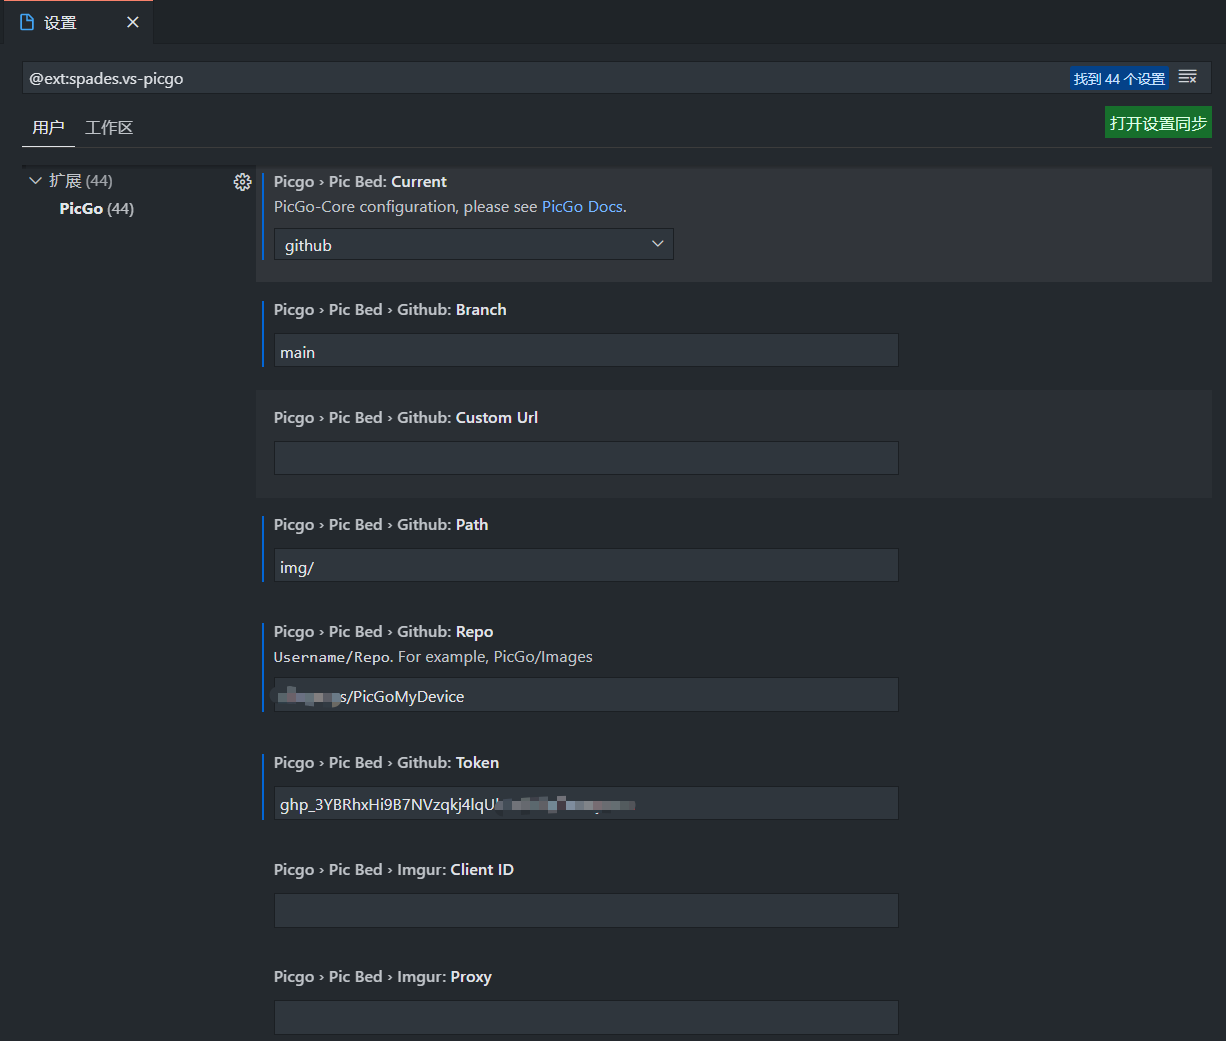 设置
@ext:spades.vs-picgo
找到 44 个设置
用户 工作区
打开设置同步
扩展 (44)
PicGo (44)
Picgo › Pic Bed: Current
PicGo-Core configuration, please see PicGo Docs.
github
Picgo › Pic Bed › Github: Branch
main
Picgo › Pic Bed › Github: Custom Url
Picgo › Pic Bed › Github: Path
img/
Picgo › Pic Bed › Github: Repo
Username/Repo. For example, PicGo/Images
s/PicGoMyDevice
Picgo › Pic Bed › Github: Token
ghp_3YBRhxHi9B7NVzqkj4lqU
Picgo › Pic Bed › Imgur: Client ID
Picgo › Pic Bed › Imgur: Proxy